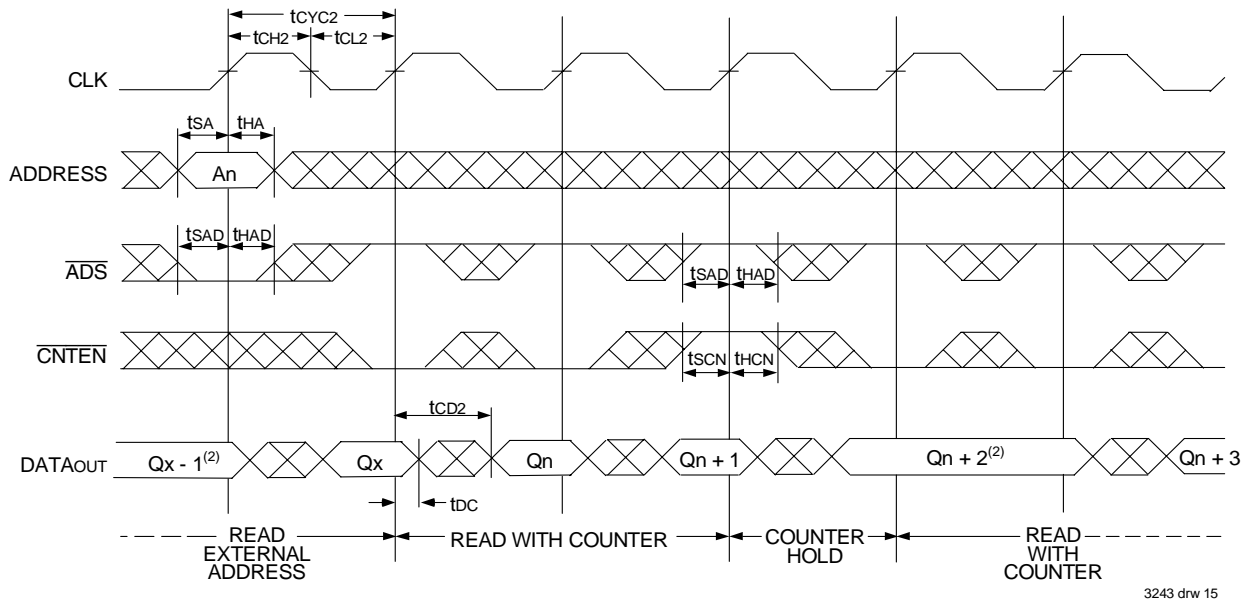 tCYC2
tCH2 tCL2
CLK
tSA tHA
ADDRESS An
tSAD tHAD
ADS
tSAD tHAD
CNTEN
tSCN tHCN
tCD2
DATAOUT Qx - 1(2) Qx Qn Qn + 1 Qn + 2(2) Qn + 3
tDC
READ EXTERNAL ADDRESS
READ WITH COUNTER
COUNTER HOLD
READ WITH COUNTER
3243 drw 15